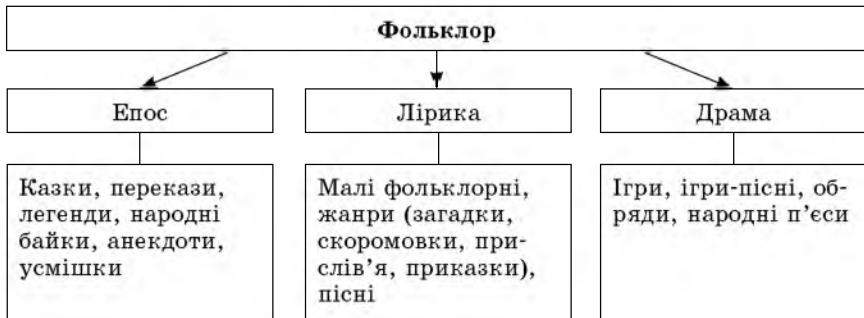 Фольклор
Епос
Лірика
Драма
Казки, перекази,
легенди, народні
байки, анекдоти,
усмішки
Малі фольклорні,
жанри (загадки,
скоромовки, при-
слів’я, приказки),
пісні
Ігри, ігри-пісні, об-
ряди, народні п’єси